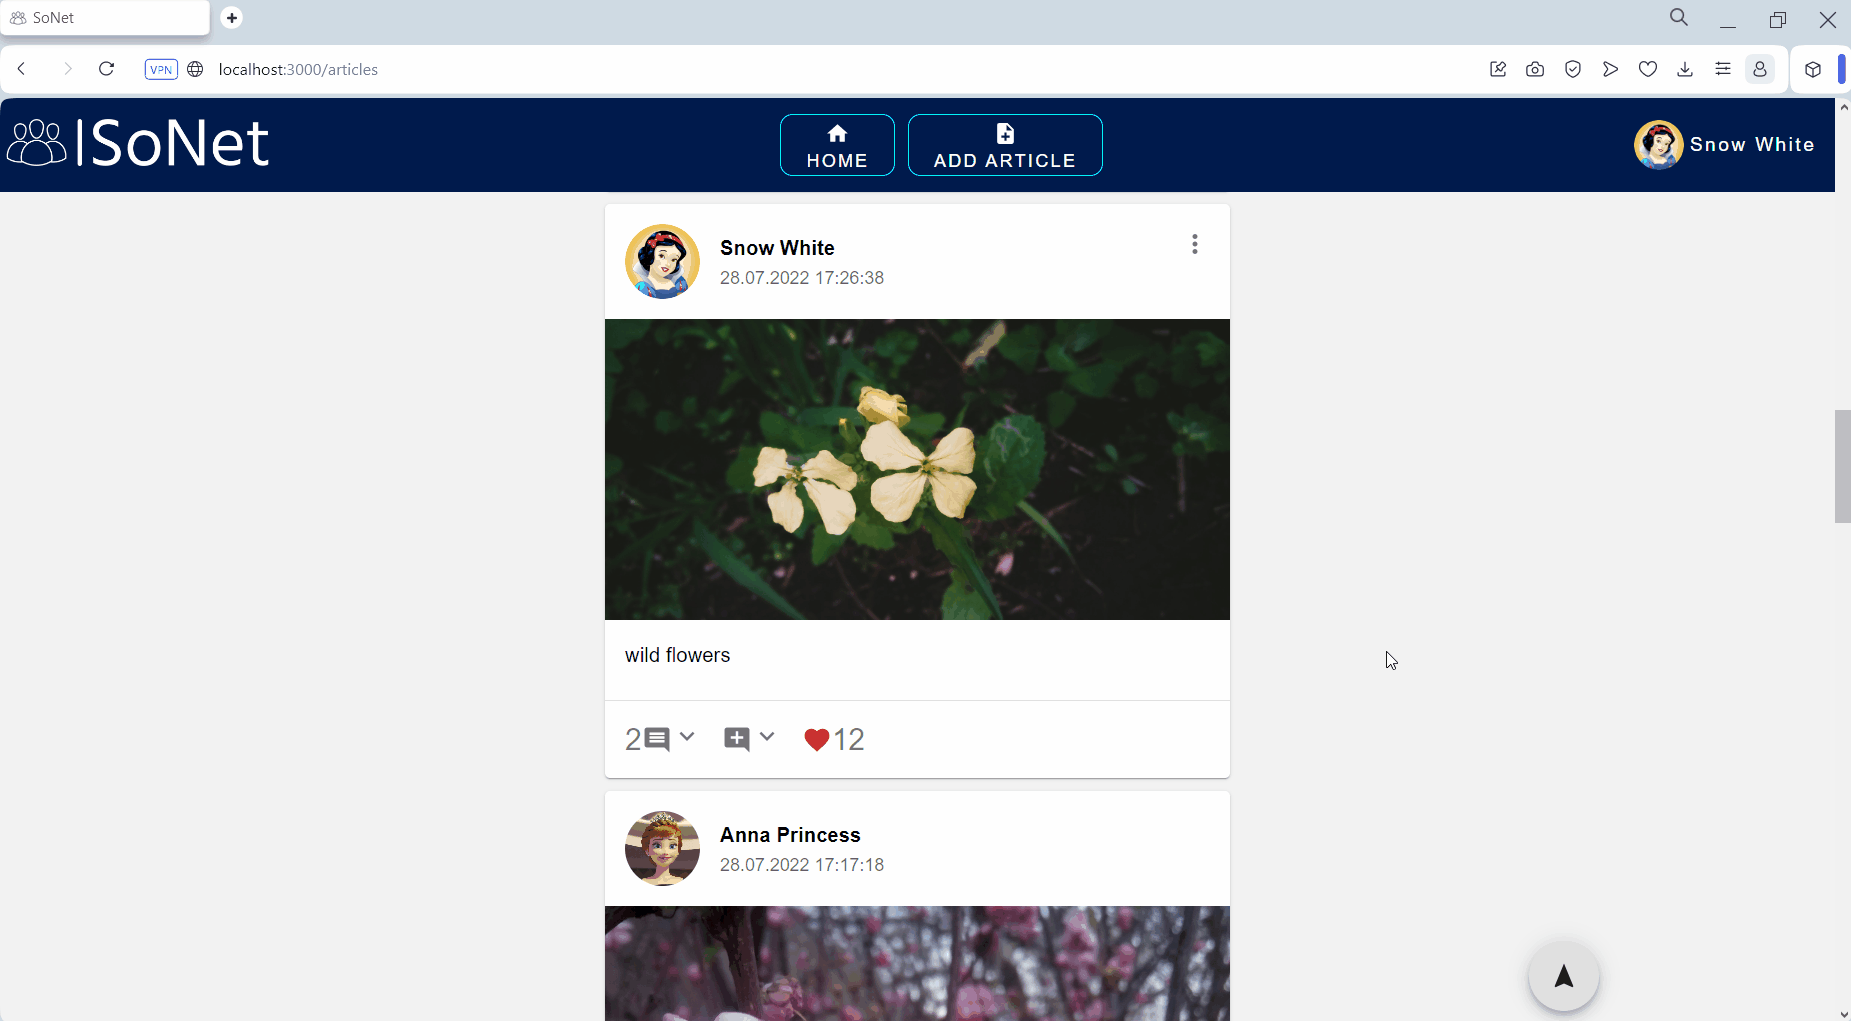 SoNet
VPN
localhost:3000/articles
|SoNet
HOME
ADD ARTICLE
Snow White
Snow White
28.07.2022 17:26:38
wild flowers
2
12
Anna Princess
28.07.2022 17:17:18